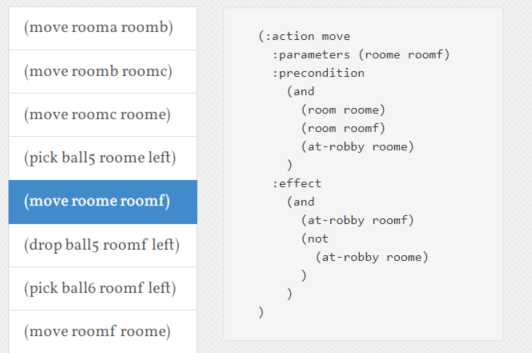 (move rooma roomb)
(move roomb roomc)
(move roomc roome)
(pick ball5 roome left)
(move roome roomf)
(drop ball5 roomf left)
(pick ball6 roomf left)
(move roomf roome)
(:action move
  :parameters (roome roomf)
  :precondition
    (and
      (room roome)
      (room roomf)
      (at-robby roome)
    )
  :effect
    (and
      (at-robby roomf)
      (not
        (at-robby roome)
      )
    )
)